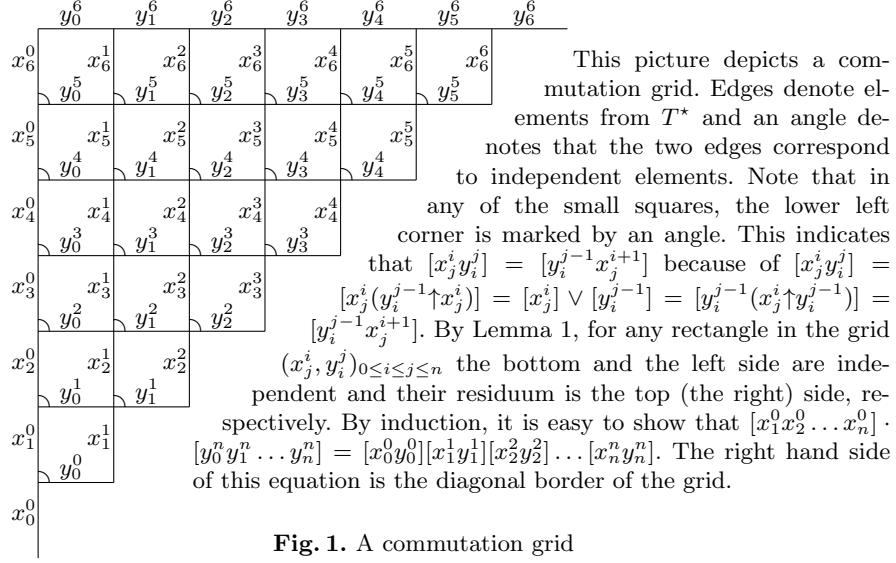 y_0^6 y_1^6 y_2^6 y_3^6 y_4^6 y_5^6 y_6^6
x_6^0 x_6^1 x_6^2 x_6^3 x_6^4 x_6^5 x_6^6
y_0^5 y_1^5 y_2^5 y_3^5 y_4^5 y_5^5
x_5^0 x_5^1 x_5^2 x_5^3 x_5^4 x_5^5
y_0^4 y_1^4 y_2^4 y_3^4 y_4^4
x_4^0 x_4^1 x_4^2 x_4^3 x_4^4
y_0^3 y_1^3 y_2^3 y_3^3
x_3^0 x_3^1 x_3^2 x_3^3
y_0^2 y_1^2 y_2^2
x_2^0 x_2^1 x_2^2
y_0^1 y_1^1
x_1^0 x_1^1
y_0^0
x_0^0
This picture depicts a com-
mutation grid. Edges denote el-
ements from T^⋆ and an angle de-
notes that the two edges correspond
to independent elements. Note that in
any of the small squares, the lower left
corner is marked by an angle. This indicates
that [x_j^i y_i^j] = [y_i^{j-1} x_j^{i+1}] because of [x_j^i y_i^j] =
[x_j^i (y_i^{j-1}↑x_j^i)] = [x_j^i] ∨ [y_i^{j-1}] = [y_i^{j-1}(x_j^i↑y_i^{j-1})] =
[y_i^{j-1} x_j^{i+1}]. By Lemma 1, for any rectangle in the grid
(x_j^i, y_i^j)_{0≤i≤j≤n} the bottom and the left side are inde-
pendent and their residuum is the top (the right) side, re-
spectively. By induction, it is easy to show that [x_1^0 x_2^0 … x_n^0] ·
[y_0^n y_1^n … y_n^n] = [x_0^0 y_0^0][x_1^1 y_1^1][x_2^2 y_2^2] … [x_n^n y_n^n]. The right hand side
of this equation is the diagonal border of the grid.
Fig. 1. A commutation grid